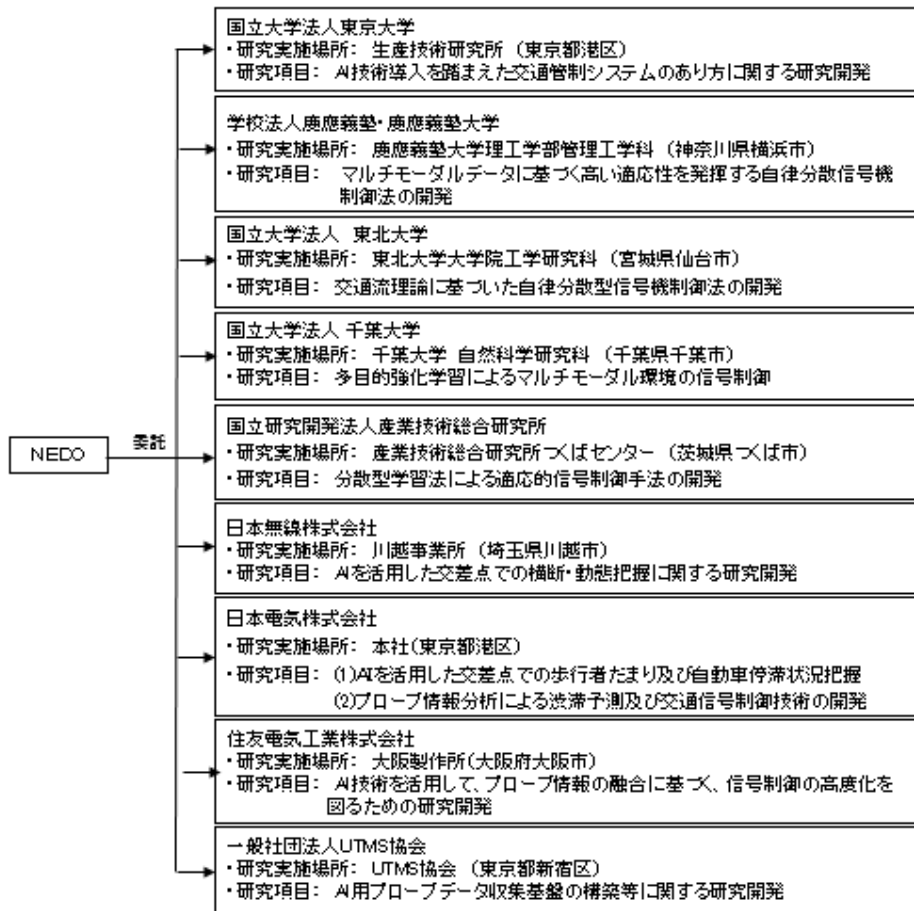 国立大学法人東京大学
・研究実施場所： 生産技術研究所 （東京都港区）
・研究項目： AI技術導入を踏まえた交通管制システムのあり方に関する研究開発
学校法人慶應義塾・慶應義塾大学
・研究実施場所： 慶應義塾大学理工学部管理工学科 （神奈川県横浜市）
・研究項目： マルチモーダルデータに基づく高い適応性を発揮する自律分散信号機
制御法の開発
国立大学法人 東北大学
・研究実施場所： 東北大学大学院工学研究科 （宮城県仙台市）
・研究項目： 交通流理論に基づいた自律分散型信号機制御法の開発
国立大学法人 千葉大学
・研究実施場所： 千葉大学 自然科学研究科 （千葉県千葉市）
・研究項目： 多目的強化学習によるマルチモーダル環境の信号制御
国立研究開発法人産業技術総合研究所
・研究実施場所： 産業技術総合研究所つくばセンター （茨城県つくば市）
・研究項目： 分散型学習法による適応的信号制御手法の開発
NEDO
委託
日本無線株式会社
・研究実施場所： 川越事業所 （埼玉県川越市）
・研究項目： AIを活用した交差点での横断・動態把握に関する研究開発
日本電気株式会社
・研究実施場所： 本社（東京都港区）
・研究項目： (1)AIを活用した交差点での歩行者たまり及び自動車停滞状況把握
(2)プローブ情報分析による渋滞予測及び交通信号制御技術の開発
住友電気工業株式会社
・研究実施場所： 大阪製作所（大阪府大阪市）
・研究項目： AI技術を活用して、プローブ情報の融合に基づく、信号制御の高度化を
図るための研究開発
一般社団法人UTMS協会
・研究実施場所： UTMS協会 （東京都新宿区）
・研究項目： AI用プローブデータ収集基盤の構築等に関する研究開発